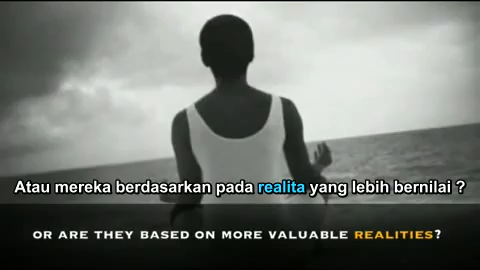 Atau mereka berdasarkan pada realita yang lebih bernilai ?
OR ARE THEY BASED ON MORE VALUABLE REALITIES?